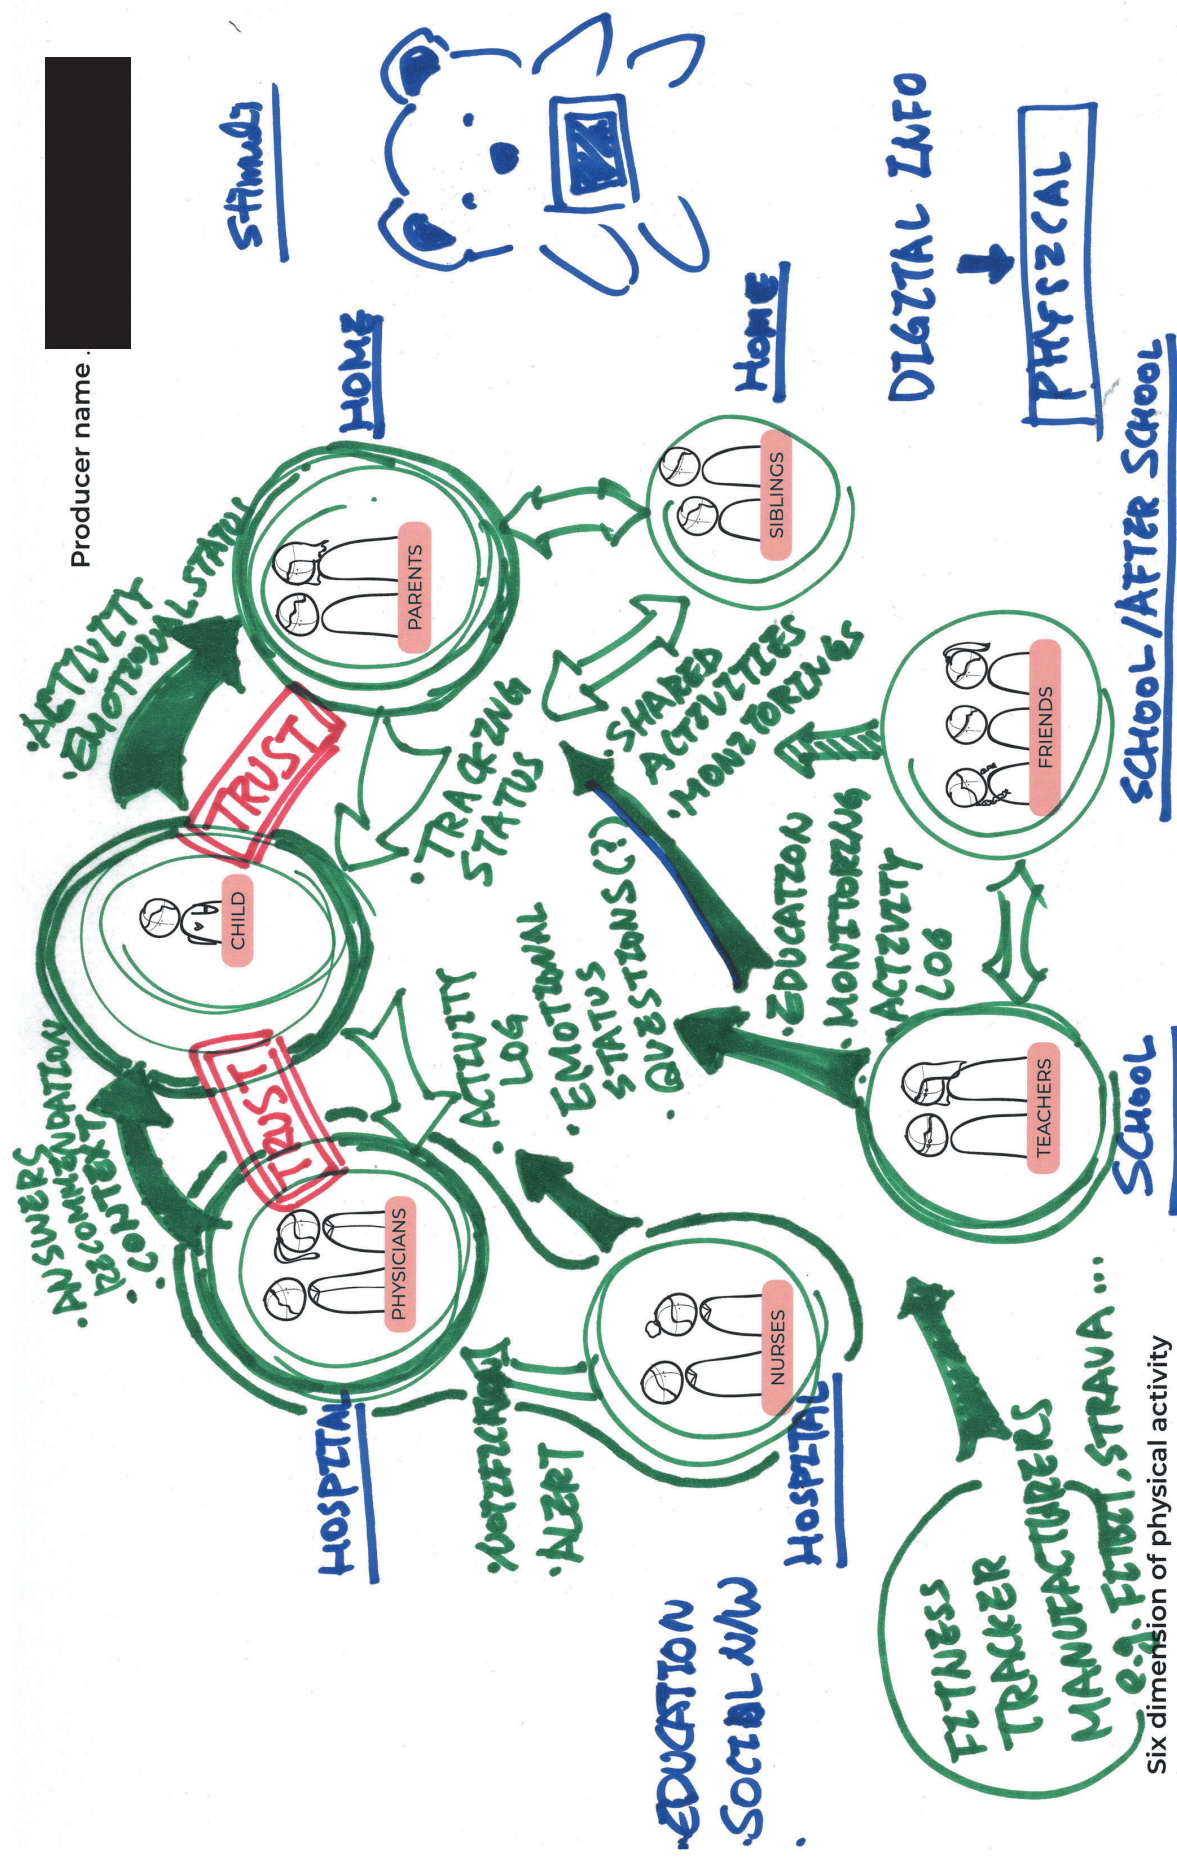 Producer name .
Stimuli
HOME
HOME
DIGITAL INFO
PHYSICAL
SCHOOL/AFTER SCHOOL
SCHOOL
HOSPITAL
HOSPITAL
.ACTIVITY
.EMOTIONAL STATUS
PARENTS
TRUST
CHILD
TRUST
.ANSWERS
RECOMMENDATION
.CONTEXT
PHYSICIANS
. TRACKING
STATUS
SIBLINGS
.SHARED
ACTIVITIES
.MONITORINGS
FRIENDS
.ACTIVITY
LOG
.EMOTIONAL
STATUS
. QUESTIONS(?)
.EDUCATION
.MONITORING
.ACTIVITY
LOG
TEACHERS
NURSES
.NOTIFICATION
.ALERT
.EDUCATION
.SOCIAL N/W
.
FITNESS
TRACKER
MANUFACTURERS
e.g. FITBIT, STRAVA ...
Six dimension of physical activity